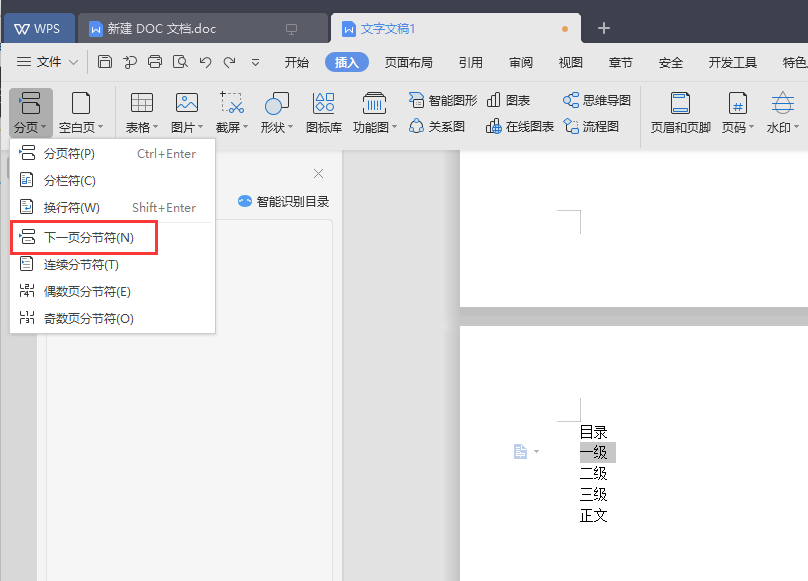 WPS 新建 DOC 文档.doc 文字文稿1
文件 开始 插入 页面布局 引用 审阅 视图 章节 安全 开发工具 特色
智能图形 图表 思维导图
分页 空白页 表格 图片 截屏 形状 图标库 功能图 关系图 在线图表 流程图 页眉和页脚 页码 水印
分页符(P) Ctrl+Enter
分栏符(C)
换行符(W) Shift+Enter
下一页分节符(N)
连续分节符(T)
偶数页分节符(E)
奇数页分节符(O)
智能识别目录
目录
一级
二级
三级
正文